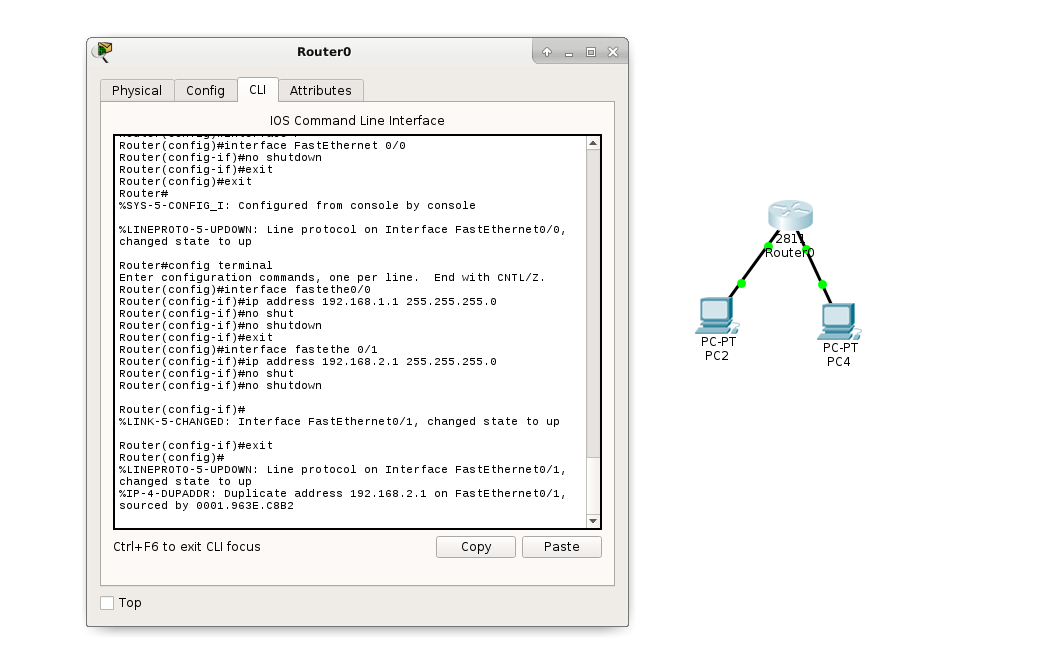 Router0
Physical
Config
CLI
Attributes
IOS Command Line Interface
Router(config)#interface FastEthernet 0/0
Router(config-if)#no shutdown
Router(config-if)#exit
Router(config)#exit
Router#
%SYS-5-CONFIG_I: Configured from console by console
%LINEPROTO-5-UPDOWN: Line protocol on Interface FastEthernet0/0,
changed state to up
Router#config terminal
Enter configuration commands, one per line.  End with CNTL/Z.
Router(config)#interface fastethe0/0
Router(config-if)#ip address 192.168.1.1 255.255.255.0
Router(config-if)#no shut
Router(config-if)#no shutdown
Router(config-if)#exit
Router(config)#interface fastethe 0/1
Router(config-if)#ip address 192.168.2.1 255.255.255.0
Router(config-if)#no shut
Router(config-if)#no shutdown
Router(config-if)#
%LINK-5-CHANGED: Interface FastEthernet0/1, changed state to up
Router(config-if)#exit
Router(config)#
%LINEPROTO-5-UPDOWN: Line protocol on Interface FastEthernet0/1,
changed state to up
%IP-4-DUPADDR: Duplicate address 192.168.2.1 on FastEthernet0/1,
sourced by 0001.963E.C8B2
Ctrl+F6 to exit CLI focus
Copy
Paste
Top
2811
Router0
PC-PT
PC2
PC-PT
PC4